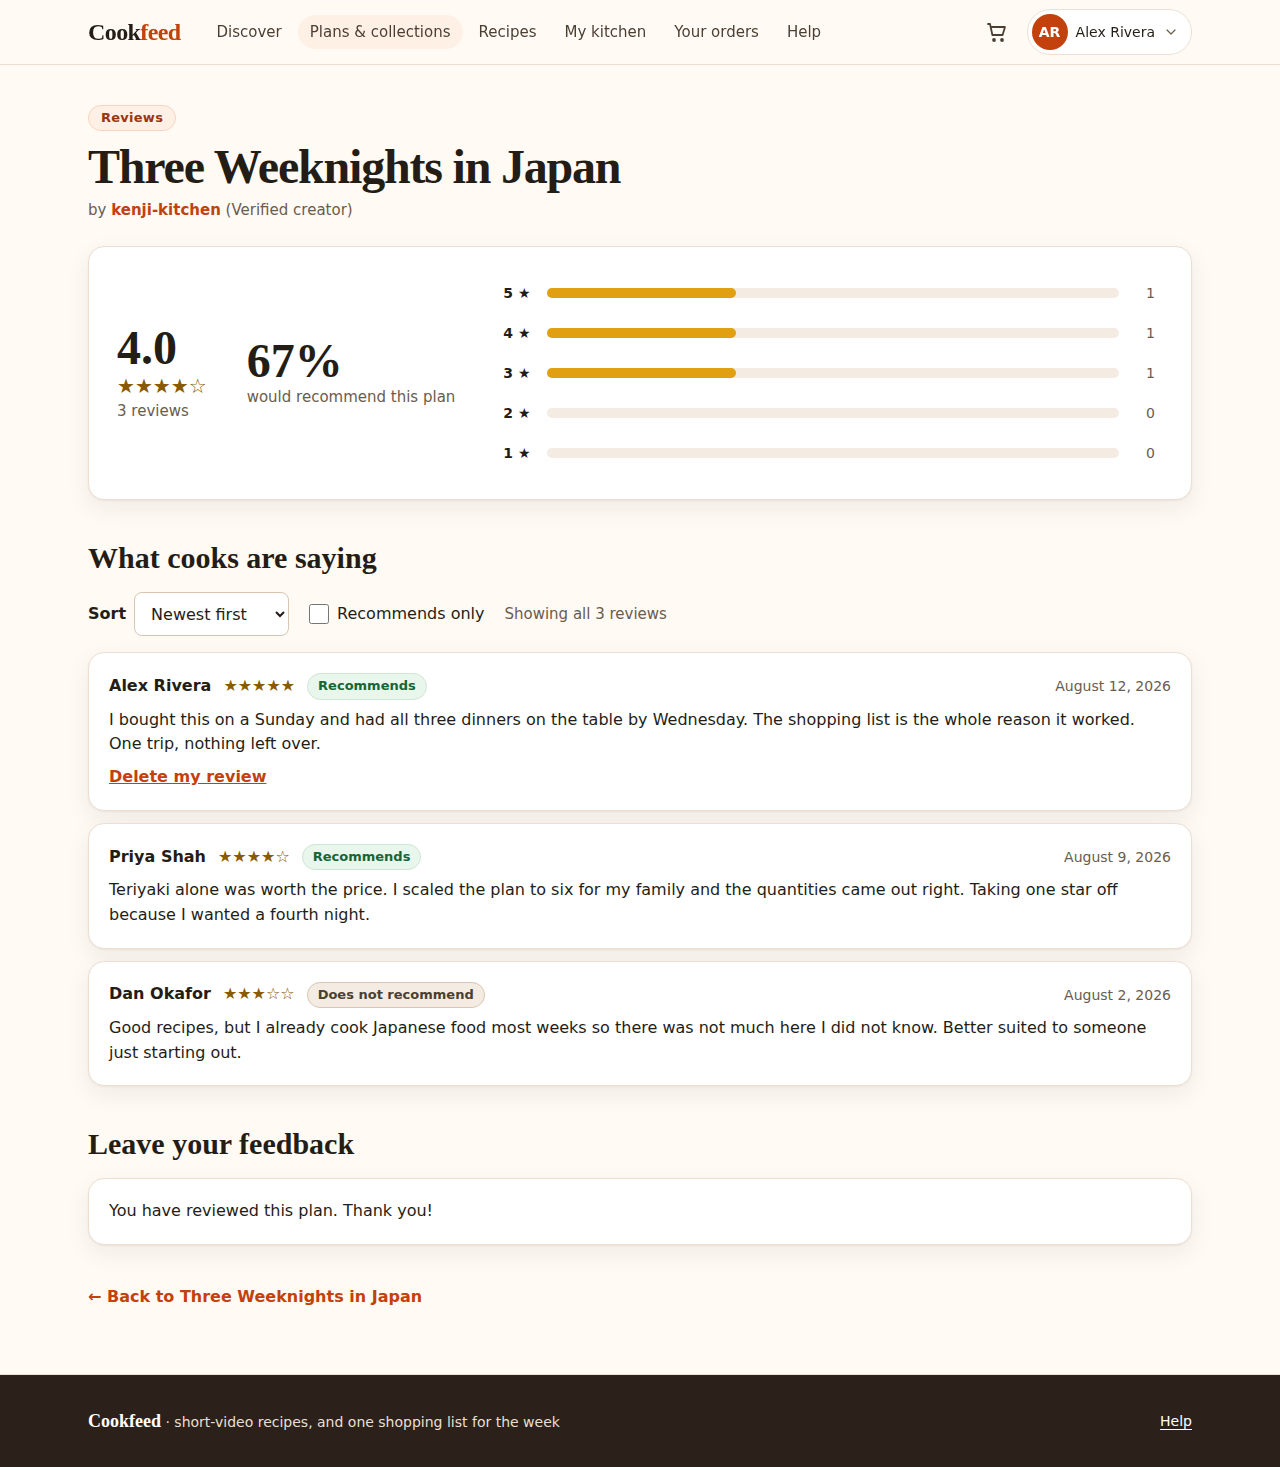 Cookfeed Discover Plans & collections Recipes My kitchen Your orders Help AR Alex Rivera
Reviews
Three Weeknights in Japan
by kenji-kitchen (Verified creator)
4.0
★★★★☆
3 reviews
67%
would recommend this plan
5 ★ 1
4 ★ 1
3 ★ 1
2 ★ 0
1 ★ 0
What cooks are saying
Sort Newest first Recommends only Showing all 3 reviews
Alex Rivera ★★★★★ Recommends August 12, 2026
I bought this on a Sunday and had all three dinners on the table by Wednesday. The shopping list is the whole reason it worked.
One trip, nothing left over.
Delete my review
Priya Shah ★★★★☆ Recommends August 9, 2026
Teriyaki alone was worth the price. I scaled the plan to six for my family and the quantities came out right. Taking one star off
because I wanted a fourth night.
Dan Okafor ★★★☆☆ Does not recommend August 2, 2026
Good recipes, but I already cook Japanese food most weeks so there was not much here I did not know. Better suited to someone
just starting out.
Leave your feedback
You have reviewed this plan. Thank you!
← Back to Three Weeknights in Japan
Cookfeed · short-video recipes, and one shopping list for the week Help